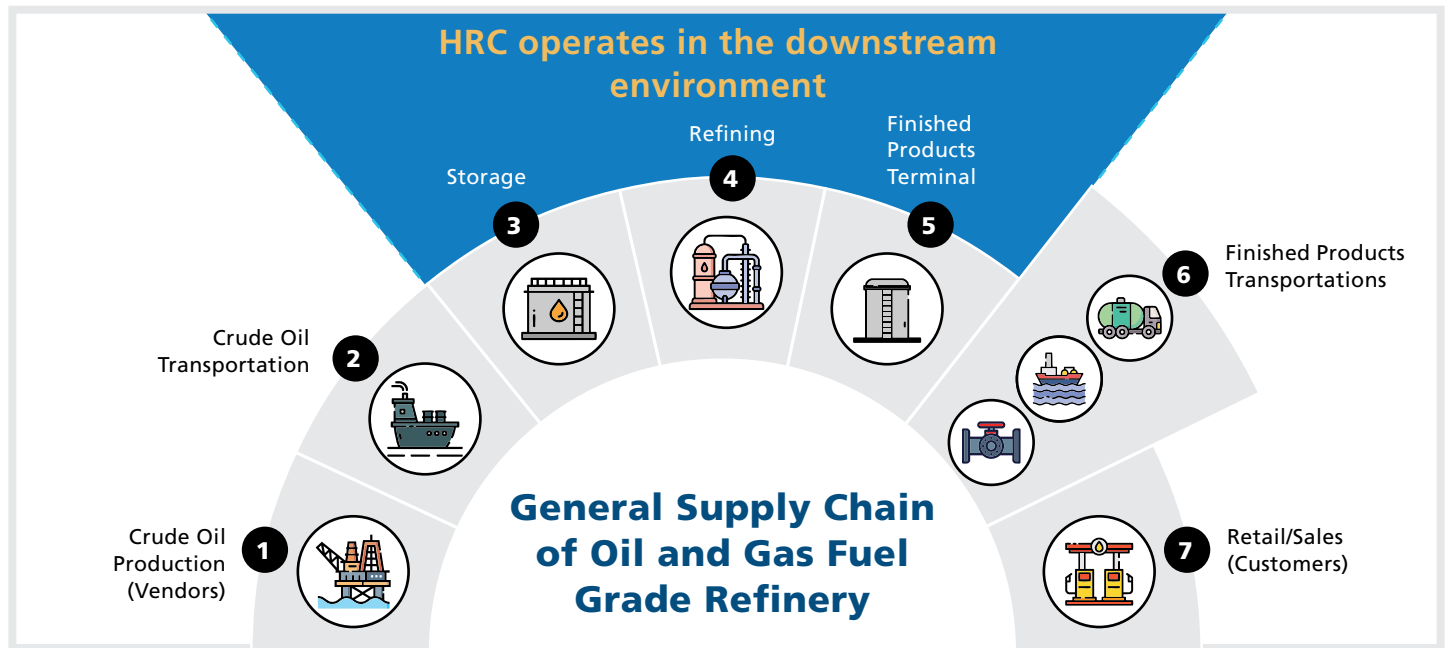 HRC operates in the downstream
environment
Crude Oil
Production
(Vendors)
1
Crude Oil
Transportation
2
Storage
3
Refining
4
Finished
Products
Terminal
5
6
Finished Products
Transportations
7
Retail/Sales
(Customers)
General Supply Chain
of Oil and Gas Fuel
Grade Refinery